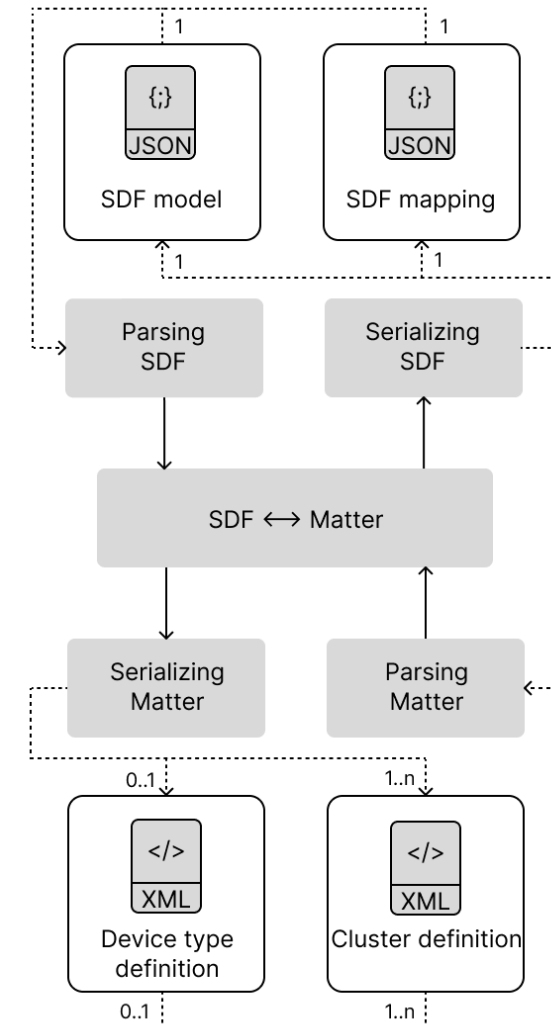 1
1
{;}
{;}
JSON
JSON
SDF model
SDF mapping
1
1
Parsing
SDF
Serializing
SDF
SDF ⟷ Matter
Serializing
Matter
Parsing
Matter
0..1
1..n
</>
</>
XML
XML
Device type
definition
Cluster definition
0..1
1..n